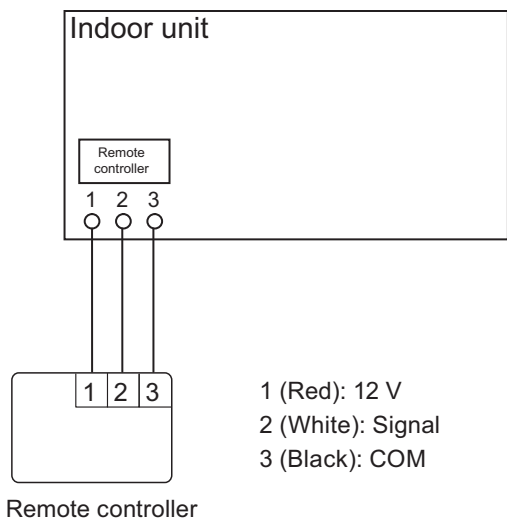 Indoor unit
Remote
controller
1 2 3
1 2 3
1 (Red): 12 V
2 (White): Signal
3 (Black): COM
Remote controller